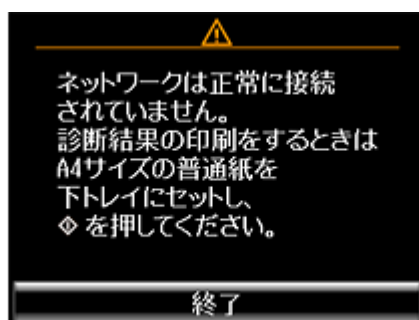 ネットワークは正常に接続
されていません。
診断結果の印刷をするときは
A4サイズの普通紙を
下トレイにセットし、
を押してください。
終了